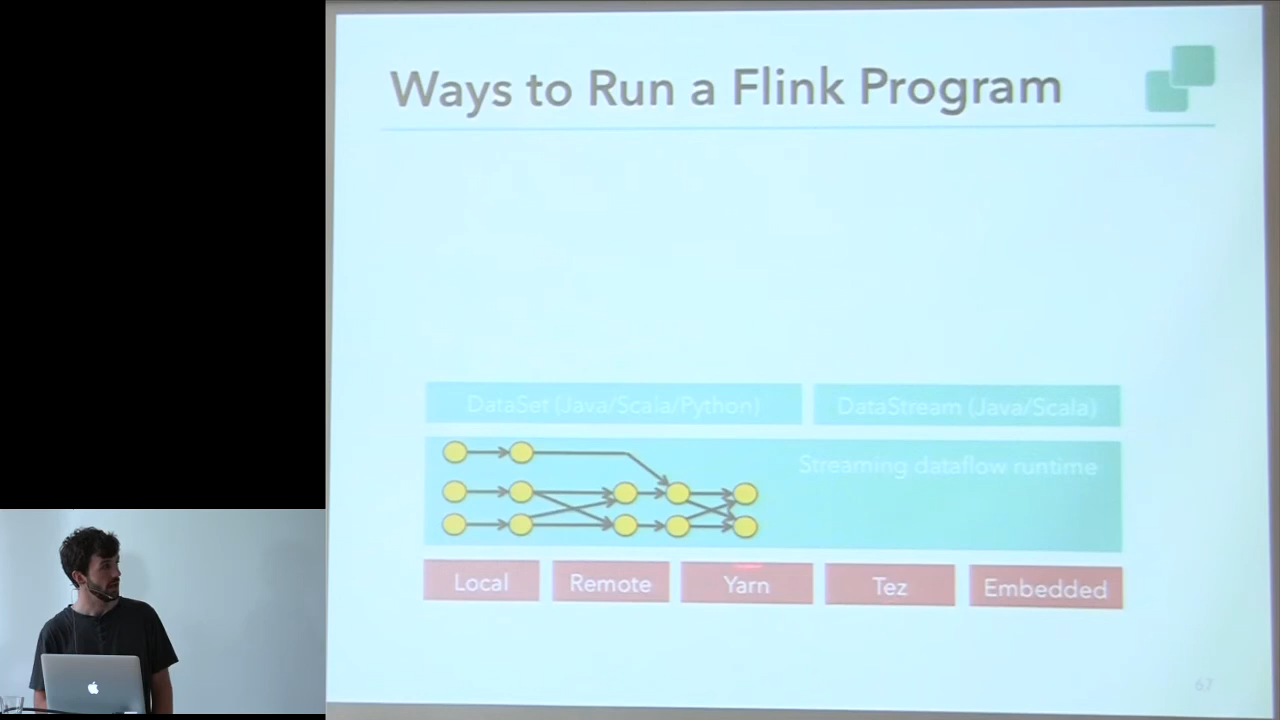 Ways to Run a Flink Program
DataSet (Java/Scala/Python)
DataStream (Java/Scala)
Streaming dataflow runtime
Local
Remote
Yarn
Tez
Embedded
67